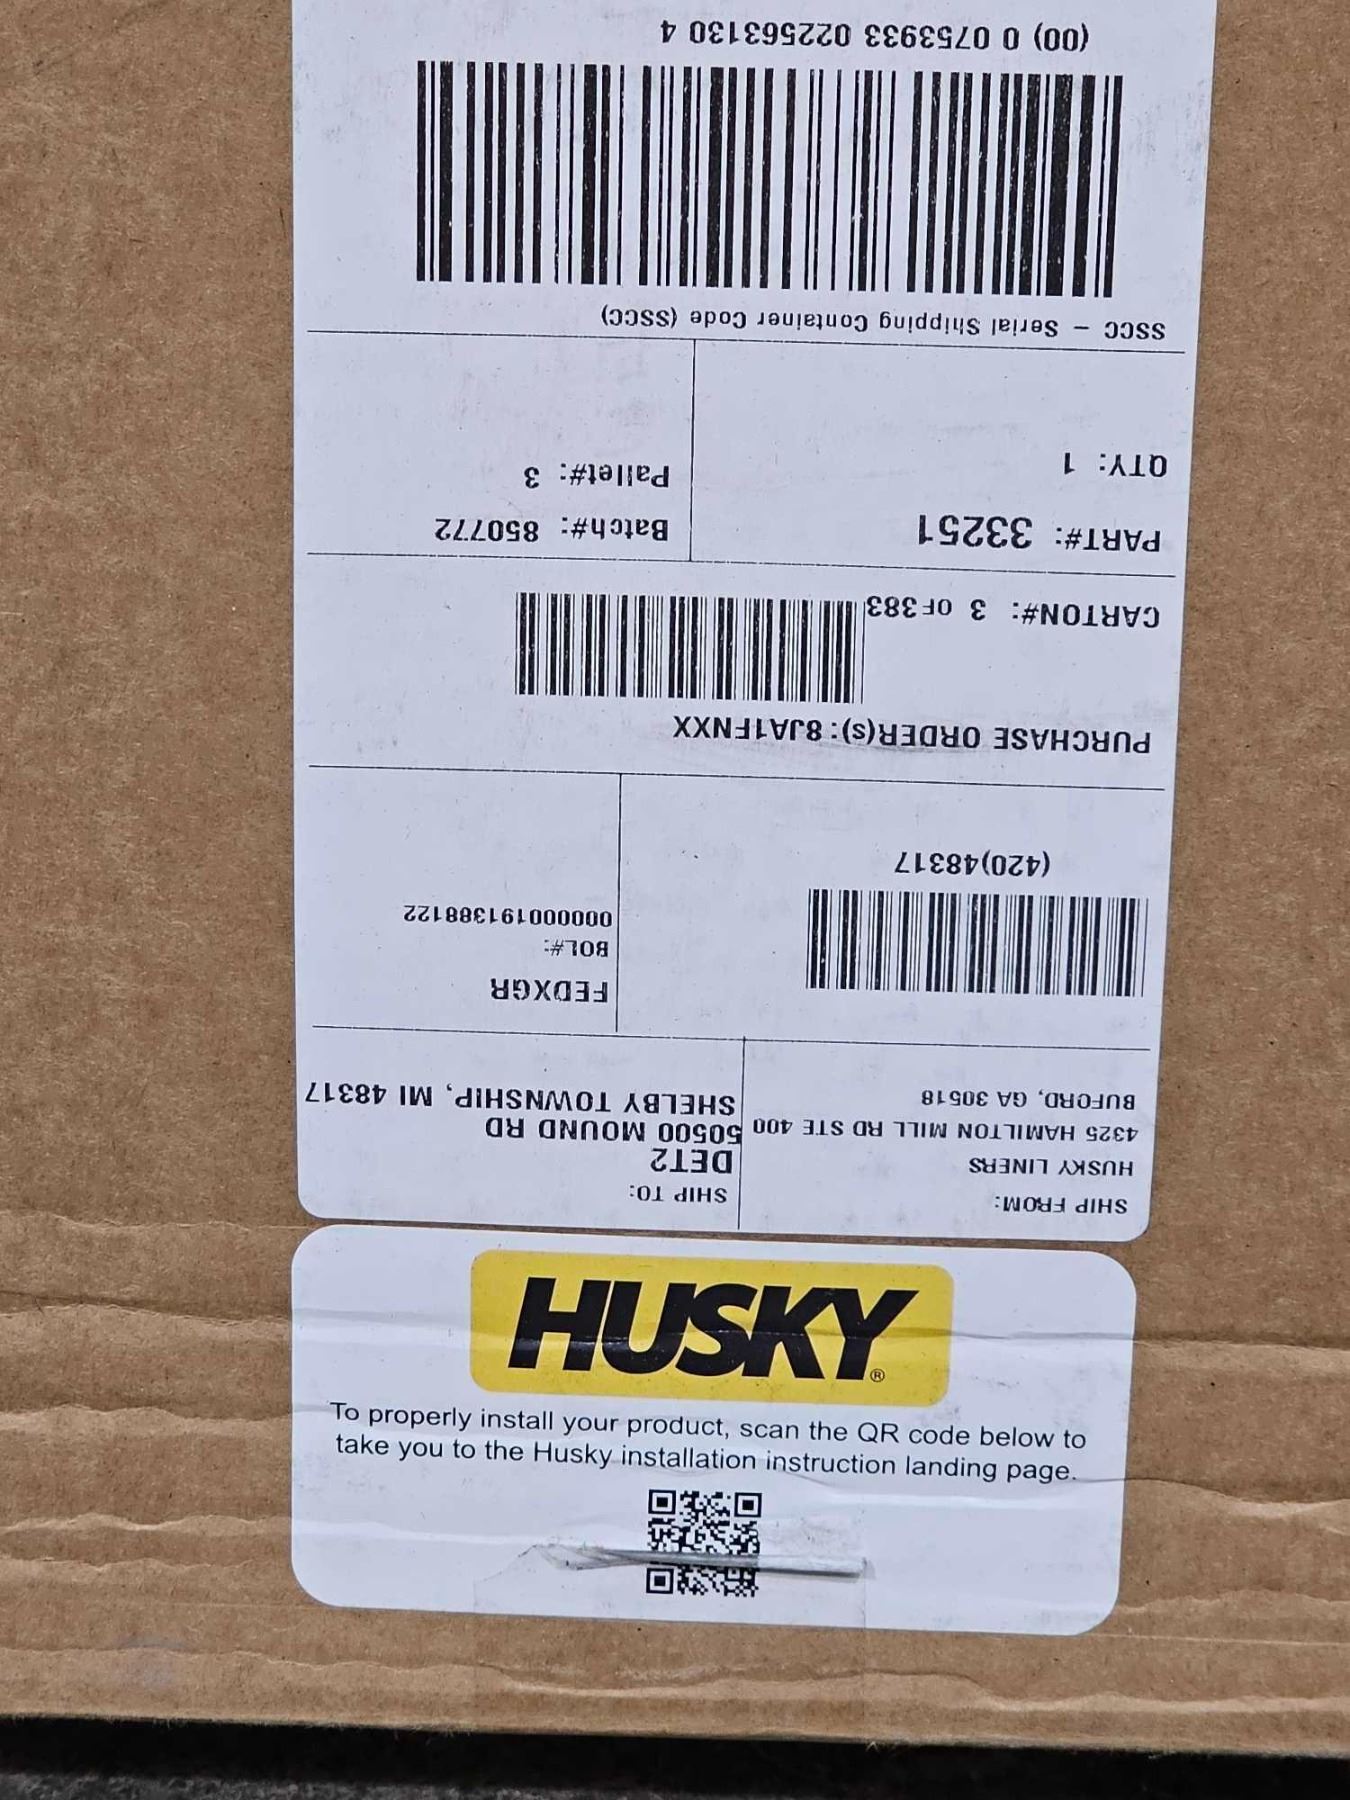 SHIP FROM:
HUSKY LINERS
4325 HAMILTON MILL RD STE 400
BUFORD, GA 30518
SHIP TO:
DET2
50500 MOUND RD
SHELBY TOWNSHIP, MI 48317
(420)48317
FEDXGR
BOL#:
00000191388122
PURCHASE ORDER(s): 8JA1FNXX
CARTON#: 3 OF 383
PART#: 33251
QTY: 1
Batch#: 850772
Pallet#: 3
SSCC - Serial Shipping Container Code (SSCC)
(00) 0 0753933 022563130 4
HUSKY®
To properly install your product, scan the QR code below to
take you to the Husky installation instruction landing page.